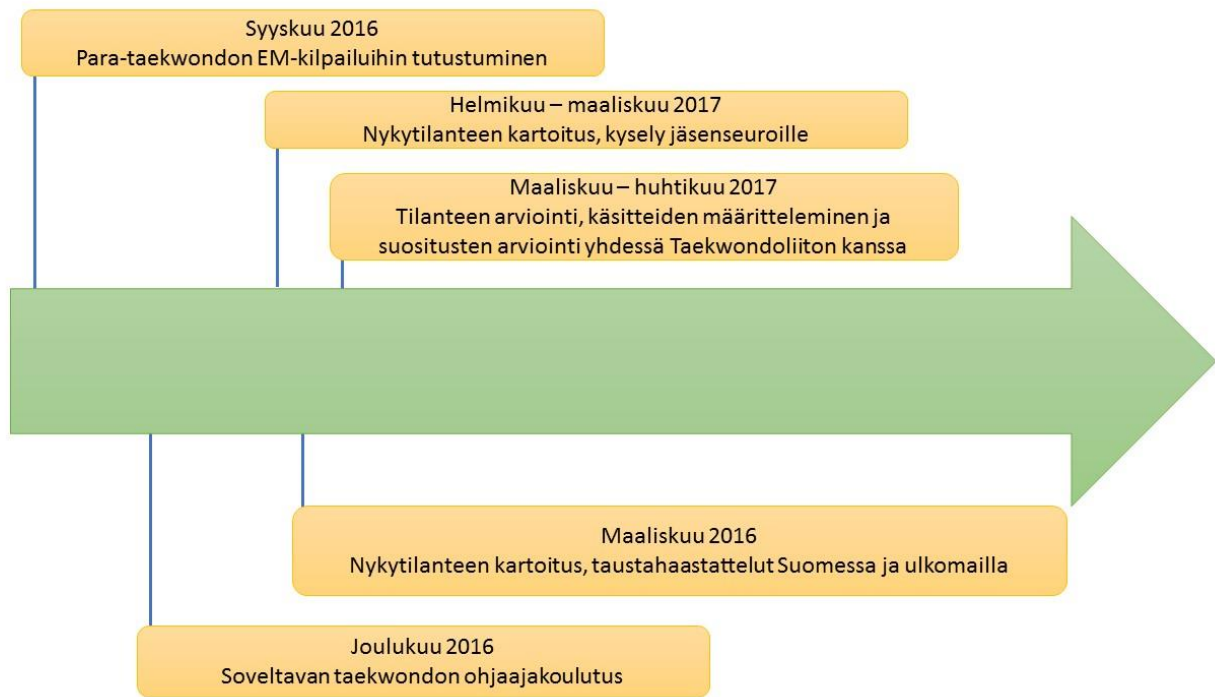 Syyskuu 2016
Para-taekwondon EM-kilpailuihin tutustuminen
Helmikuu – maaliskuu 2017
Nykytilanteen kartoitus, kysely jäsenseuroille
Maaliskuu – huhtikuu 2017
Tilanteen arviointi, käsitteiden määritteleminen ja
suositusten arviointi yhdessä Taekwondoliiton kanssa
Maaliskuu 2016
Nykytilanteen kartoitus, taustahaastattelut Suomessa ja ulkomailla
Joulukuu 2016
Soveltavan taekwondon ohjaajakoulutus